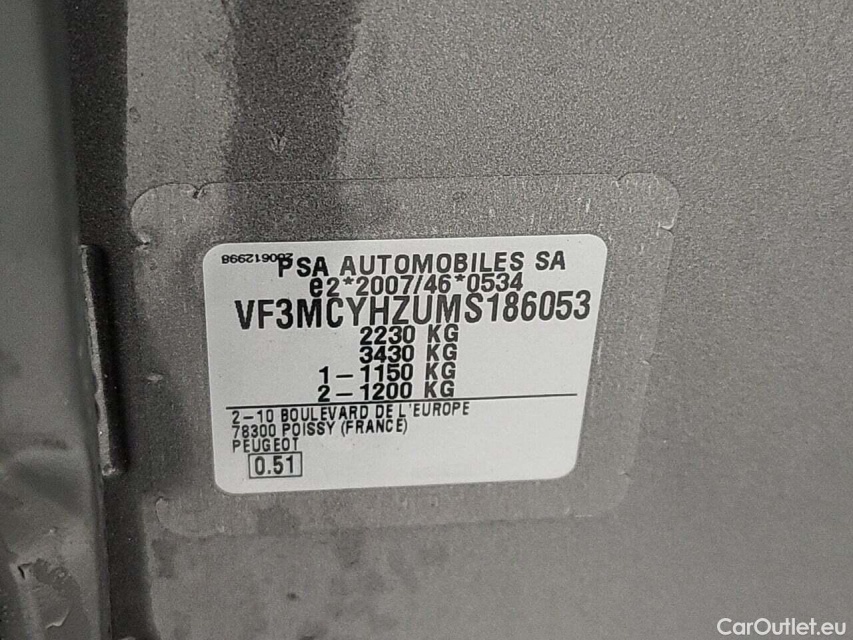 200612998
PSA AUTOMOBILES SA
e2*2007/46*0534
VF3MCYHZUMS186053
2230 KG
3430 KG
1-1150 KG
2-1200 KG
2-10 BOULEVARD DE L'EUROPE
78300 POISSY (FRANCE)
PEUGEOT
0.51
CarOutlet.eu